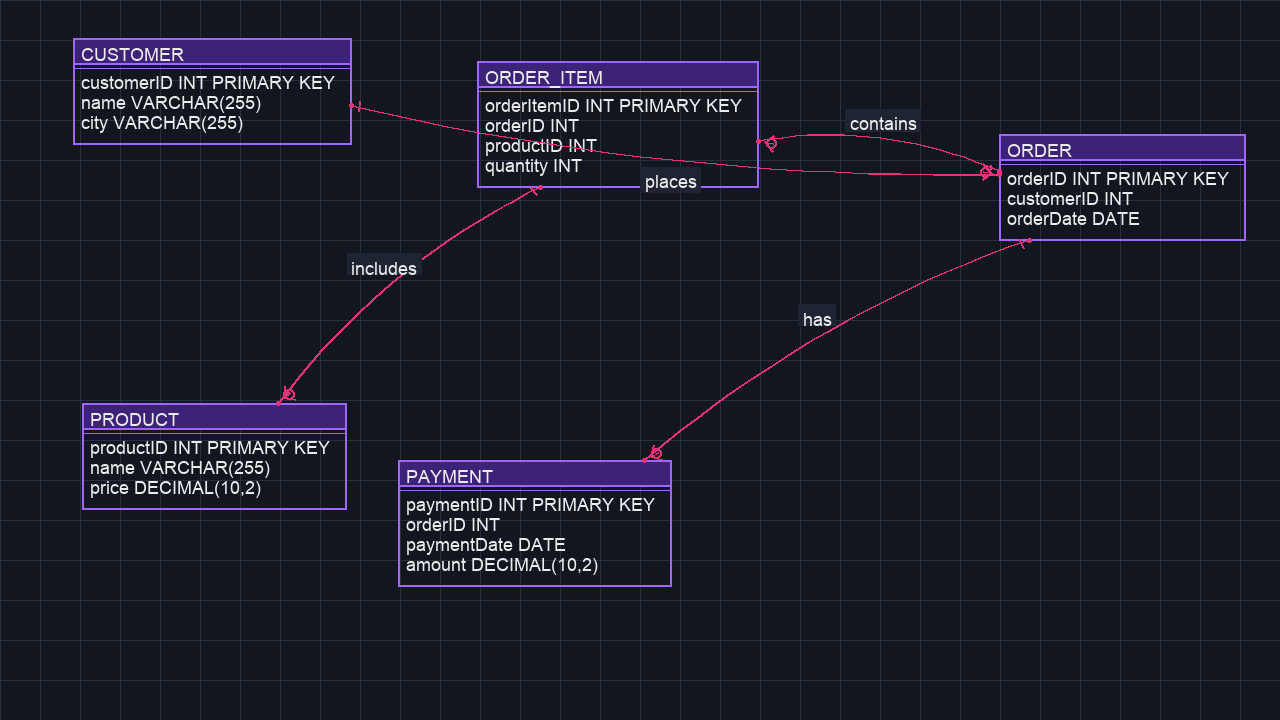 CUSTOMER
customerID INT PRIMARY KEY
name VARCHAR(255)
city VARCHAR(255)
ORDER_ITEM
orderItemID INT PRIMARY KEY
orderID INT
productID INT
quantity INT
contains
ORDER
orderID INT PRIMARY KEY
customerID INT
orderDate DATE
places
includes
has
PRODUCT
productID INT PRIMARY KEY
name VARCHAR(255)
price DECIMAL(10,2)
PAYMENT
paymentID INT PRIMARY KEY
orderID INT
paymentDate DATE
amount DECIMAL(10,2)